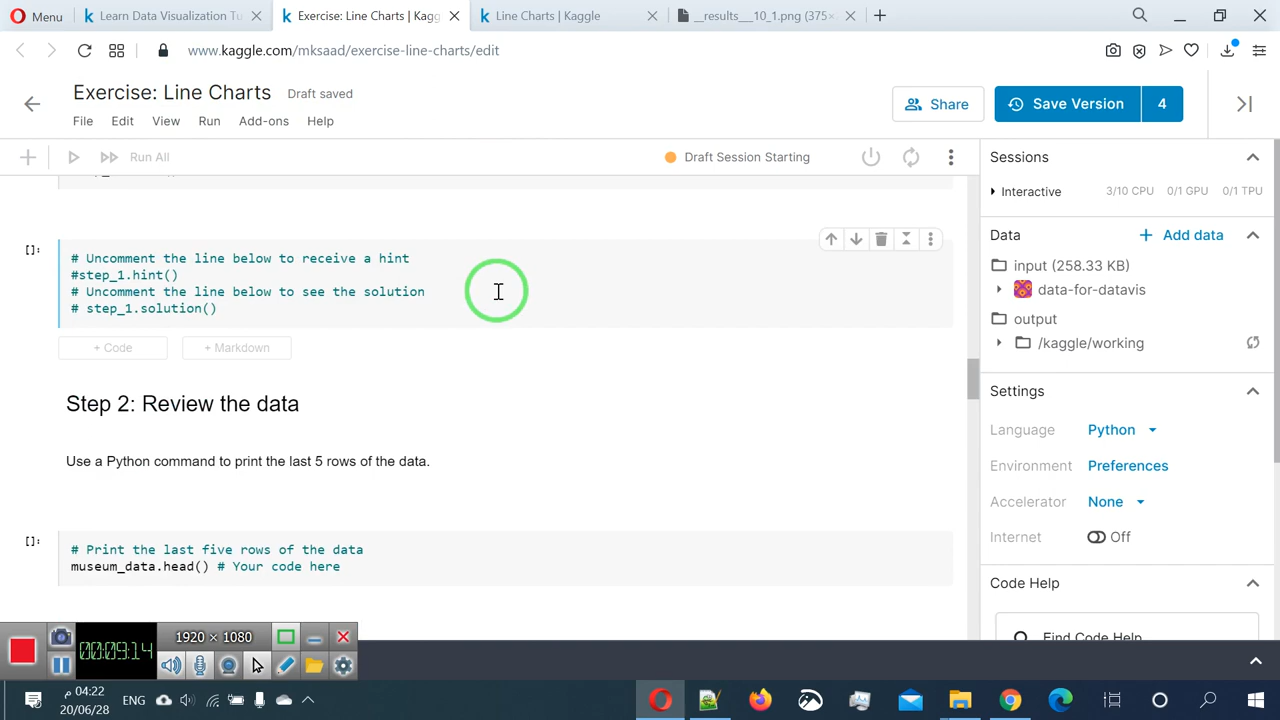 Menu
Learn Data Visualization Tu
Exercise: Line Charts | Kagg
Line Charts | Kaggle
__results___10_1.png (375×
www.kaggle.com/mksaad/exercise-line-charts/edit
Exercise: Line Charts
Draft saved
File Edit View Run Add-ons Help
Share
Save Version
4
Run All
Draft Session Starting
[]:
# Uncomment the line below to receive a hint
#step_1.hint()
# Uncomment the line below to see the solution
# step_1.solution()
+ Code
+ Markdown
Step 2: Review the data
Use a Python command to print the last 5 rows of the data.
[]:
# Print the last five rows of the data
museum_data.head() # Your code here
Sessions
Interactive
3/10 CPU 0/1 GPU 0/1 TPU
Data
+ Add data
input (258.33 KB)
data-for-datavis
output
/kaggle/working
Settings
Language Python
Environment Preferences
Accelerator None
Internet Off
Code Help
Find Code Help
1920 × 1080
00:09:14
04:22 م
20/06/28
ENG